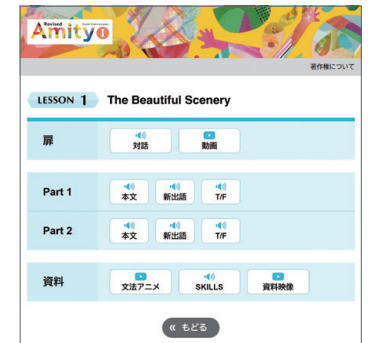 Revised
Amity I
著作権について
LESSON 1 The Beautiful Scenery
扉 対話 動画
Part 1 本文 新出語 T/F
Part 2 本文 新出語 T/F
資料 文法アニメ SKILLS 資料映像
« もどる